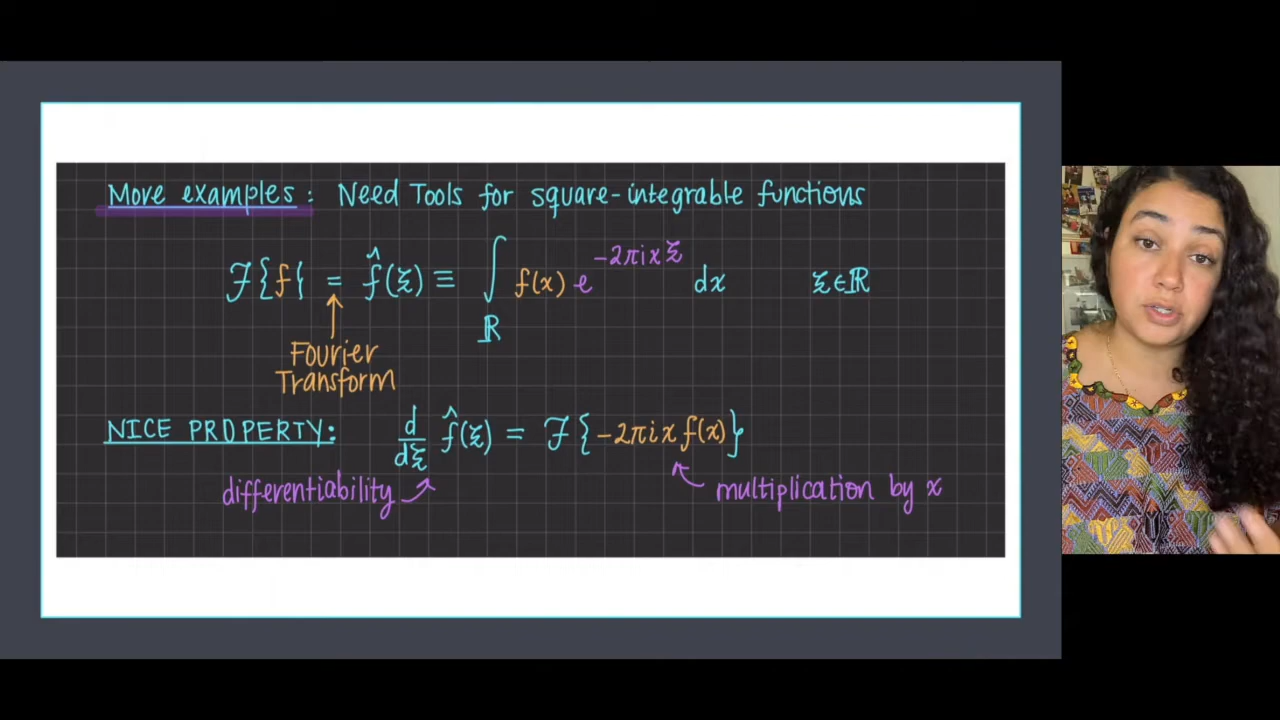 More examples: Need Tools for square-integrable functions
ℱ{f} = f̂(ξ) ≡ ∫_ℝ f(x) e^{-2πixξ} dx ξ∈ℝ
Fourier
Transform
NICE PROPERTY: d/dξ f̂(ξ) = ℱ{-2πix f(x)}
differentiability
multiplication by x